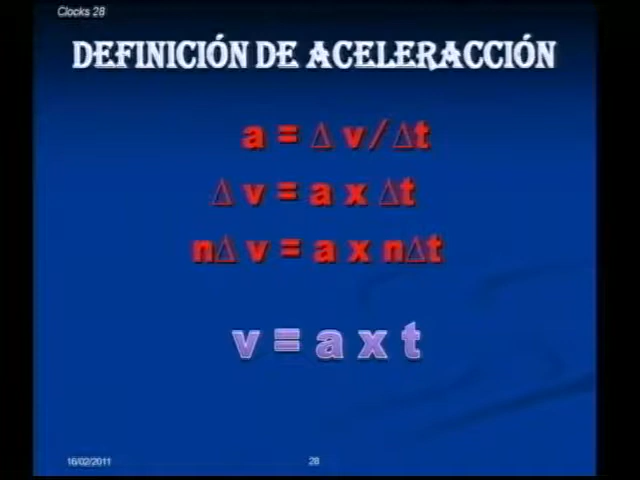 Clocks 28
DEFINICIÓN DE ACELERACCIÓN
a = Δ v/Δt
Δ v = a x Δt
nΔ v = a x nΔt
v = a x t
16/02/2011
28